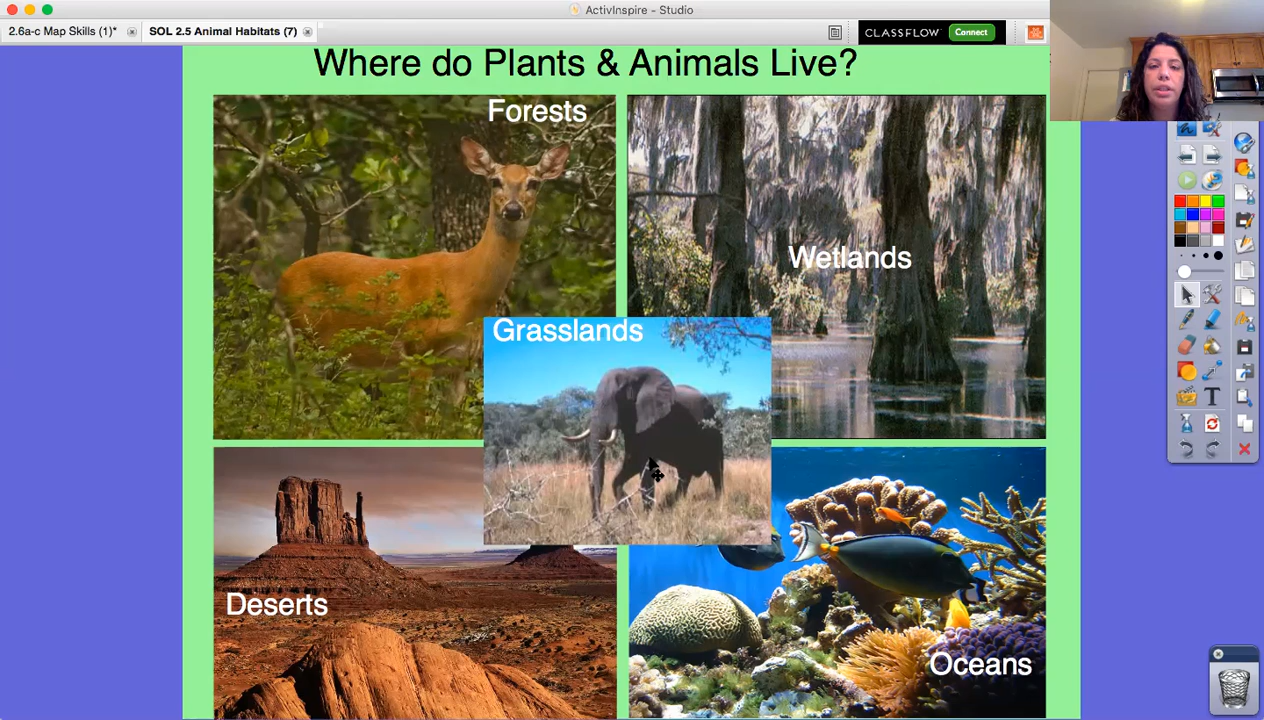 ActivInspire - Studio
2.6a-c Map Skills (1)*
SOL 2.5 Animal Habitats (7)
CLASSFLOW
Connect
Where do Plants & Animals Live?
Forests
Wetlands
Grasslands
Deserts
Oceans
T